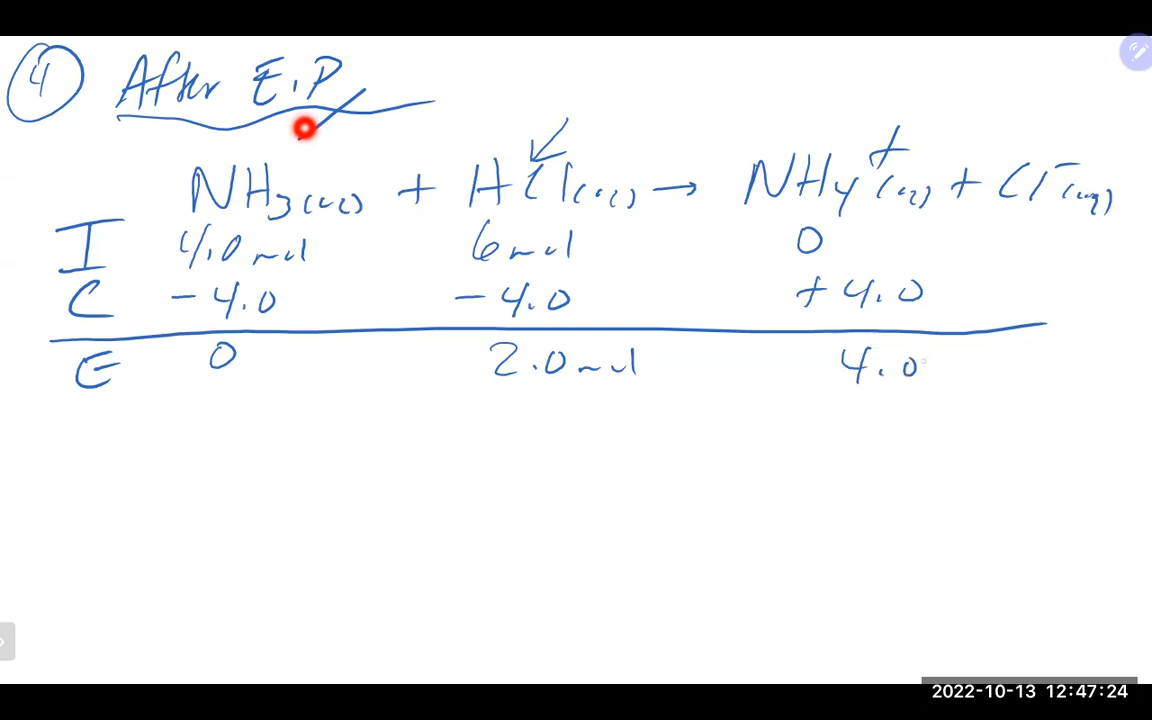 4 After E.P
NH3(aq) + HCl(aq) → NH4+(aq) + Cl-(aq)
I 4.0 mol 6 mol 0
C -4.0 -4.0 +4.0
E 0 2.0 mol 4.0
2022-10-13 12:47:24